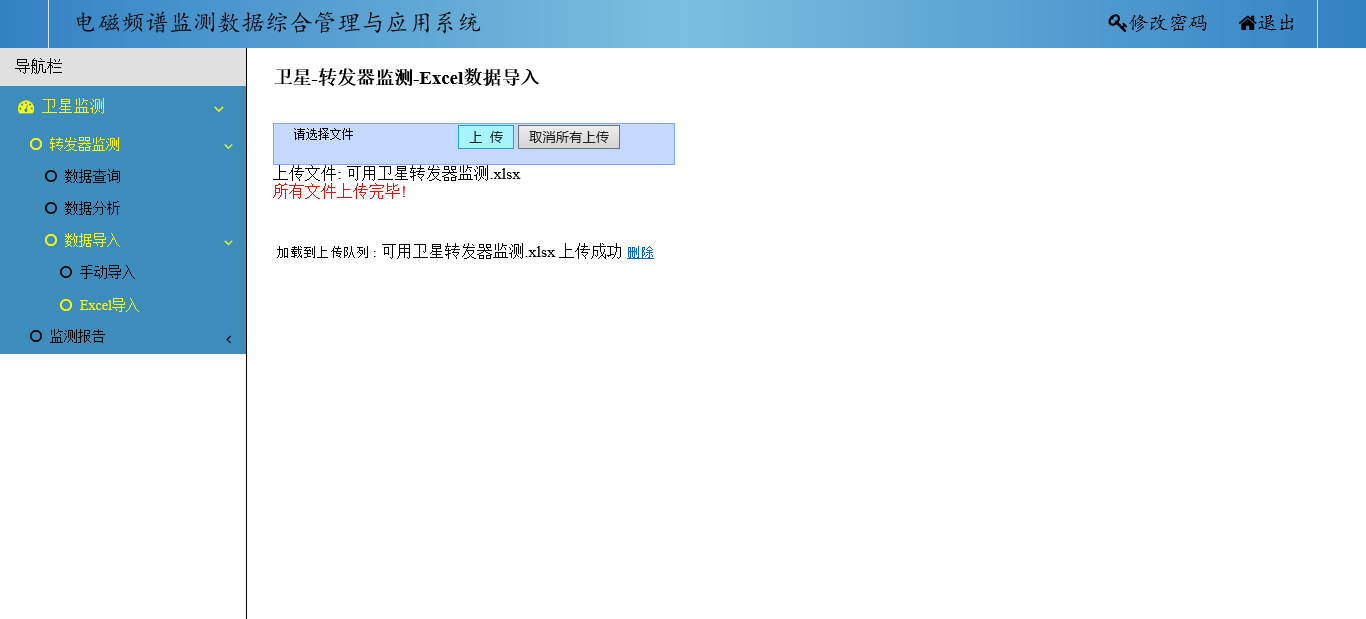 电磁频谱监测数据综合管理与应用系统
修改密码 退出
导航栏
卫星监测
转发器监测
数据查询
数据分析
数据导入
手动导入
Excel导入
监测报告
卫星-转发器监测-Excel数据导入
请选择文件 上 传 取消所有上传
上传文件: 可用卫星转发器监测.xlsx
所有文件上传完毕!
加载到上传队列 : 可用卫星转发器监测.xlsx 上传成功 删除